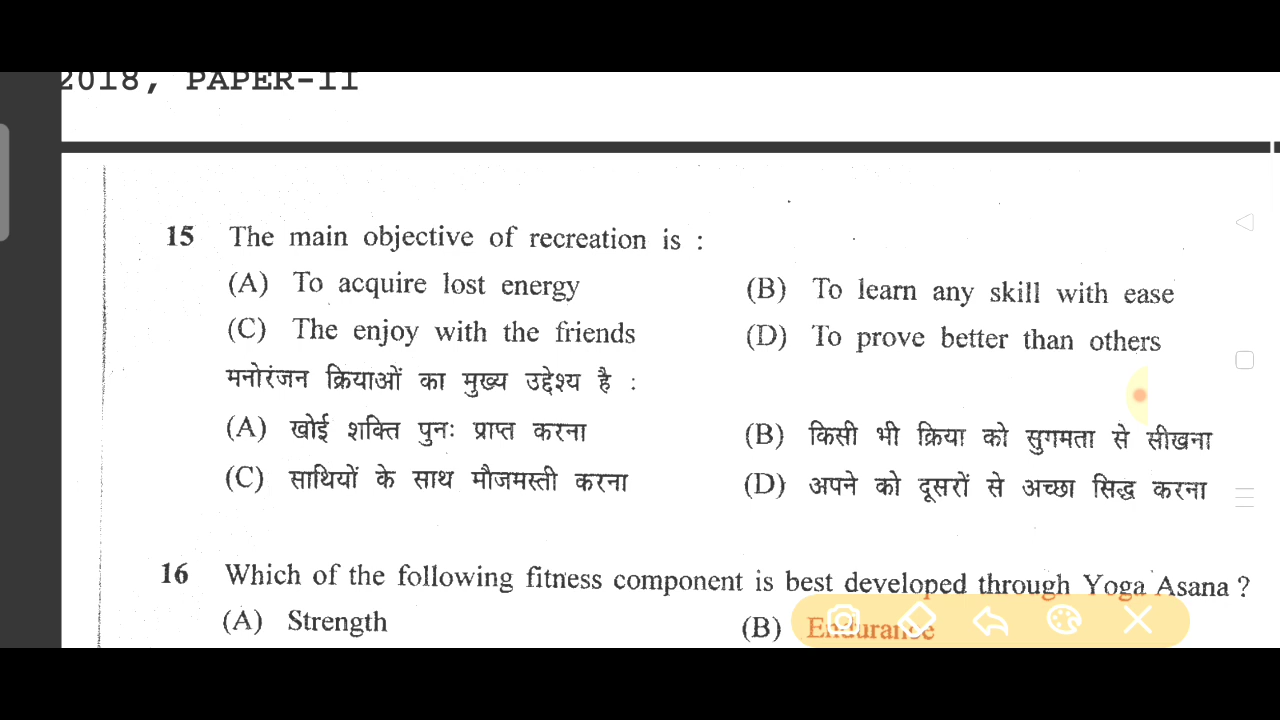 2018, PAPER-II
15 The main objective of recreation is :
(A) To acquire lost energy (B) To learn any skill with ease
(C) The enjoy with the friends (D) To prove better than others
मनोरंजन क्रियाओं का मुख्य उद्देश्य है :
(A) खोई शक्ति पुनः प्राप्त करना (B) किसी भी क्रिया को सुगमता से सीखना
(C) साथियों के साथ मौजमस्ती करना (D) अपने को दूसरों से अच्छा सिद्ध करना
16 Which of the following fitness component is best developed through Yoga Asana ?
(A) Strength (B) Endurance